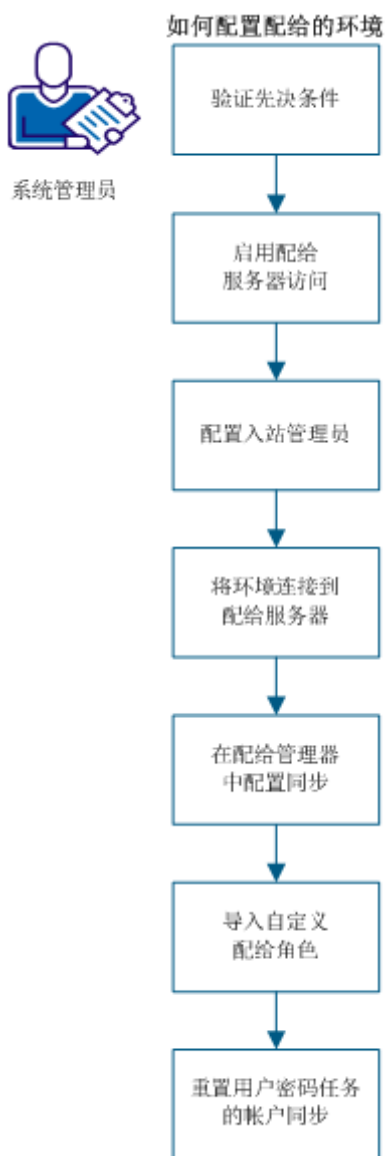 如何配置配给的环境
系统管理员
验证先决条件
启用配给
服务器访问
配置入站管理员
将环境连接到
配给服务器
在配给管理器
中配置同步
导入自定义
配给角色
重置用户密码任务
的帐户同步